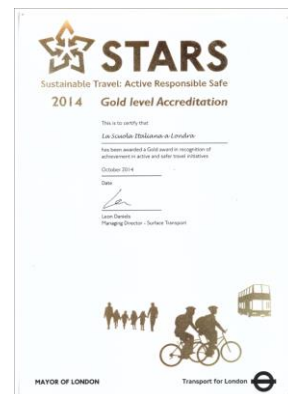 STARS
Sustainable Travel: Active Responsible Safe
2014 Gold level Accreditation
This is to certify that
La Scuola Italiana a Londra
has been awarded a Gold award in recognition of
achievement in active and safer travel initiatives
October 2014
Date:
Leon Daniels
Managing Director - Surface Transport
MAYOR OF LONDON
Transport for London